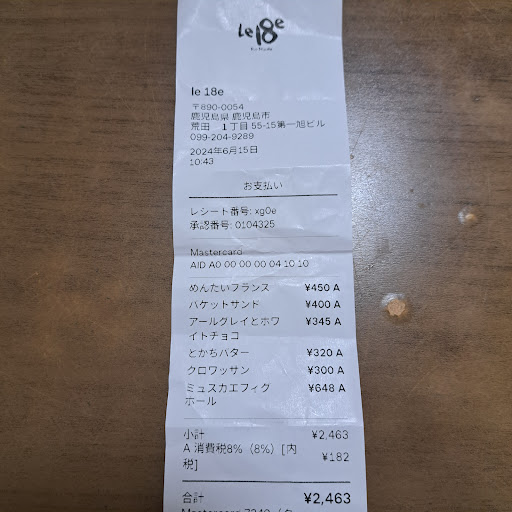 le 18e
le 18e
〒890-0054
鹿児島県 鹿児島市
荒田 1丁目 55-15第一旭ビル
099-204-9289
2024年6月15日
10:43
お支払い
レシート番号: xg0e
承認番号: 0104325
Mastercard
AID A0 00 00 00 04 10 10
めんたいフランス ¥450 A
バケットサンド ¥400 A
アールグレイとホワ ¥345 A
イトチョコ
とかちバター ¥320 A
クロワッサン ¥300 A
ミュスカエフィグ ¥648 A
ホール
小計 ¥2,463
A 消費税8%（8%）[内 ¥182
税]
合計 ¥2,463
Mastercard